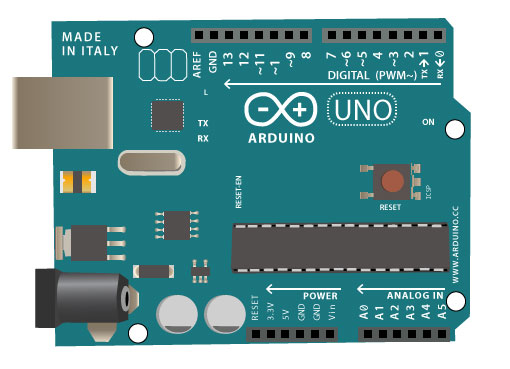 MADE
IN ITALY
AREF
GND
13
12
~11
~1
~9
8
7
~6
~5
4
~3
2
TX 1
RX 0
DIGITAL (PWM~)
L
TX
RX
ARDUINO
UNO
ON
RESET-EN
RESET
ICSP
WWW.ARDUINO.CC
POWER
ANALOG IN
RESET
3.3V
5V
GND
GND
Vin
A0
A1
A2
A3
A4
A5